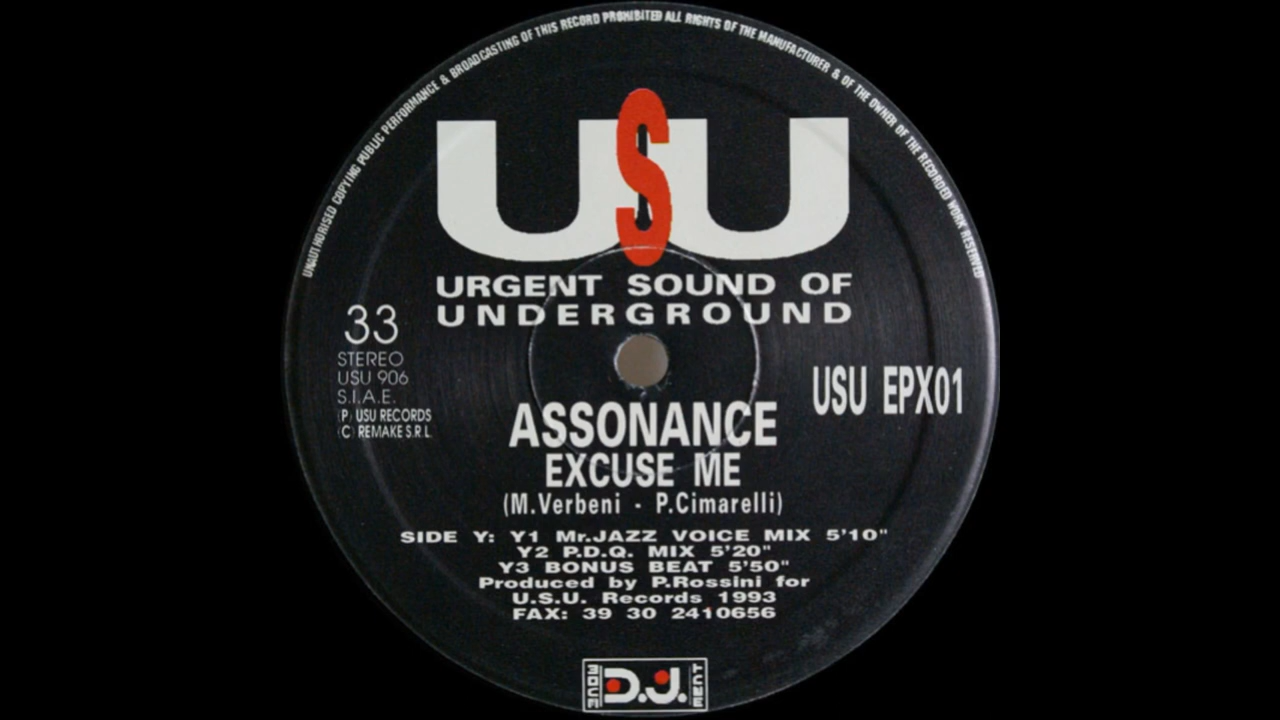 UNAUTHORISED COPYING PUBLIC PERFORMANCE & BROADCASTING OF THIS RECORD PROHIBITED ALL RIGHTS OF THE MANUFACTURER & OF THE OWNER OF THE RECORDED WORK RESERVED
USU
URGENT SOUND OF
UNDERGROUND
33
STEREO
USU 906
S.I.A.E.
(P) USU RECORDS
(C) REMAKE S.R.L.
USU EPX01
ASSONANCE
EXCUSE ME
(M.Verbeni - P.Cimarelli)
SIDE Y: Y1 Mr.JAZZ VOICE MIX 5'10"
Y2 P.D.Q. MIX 5'20"
Y3 BONUS BEAT 5'50"
Produced by P.Rossini for
U.S.U. Records 1993
FAX: 39 30 2410656
D.J.